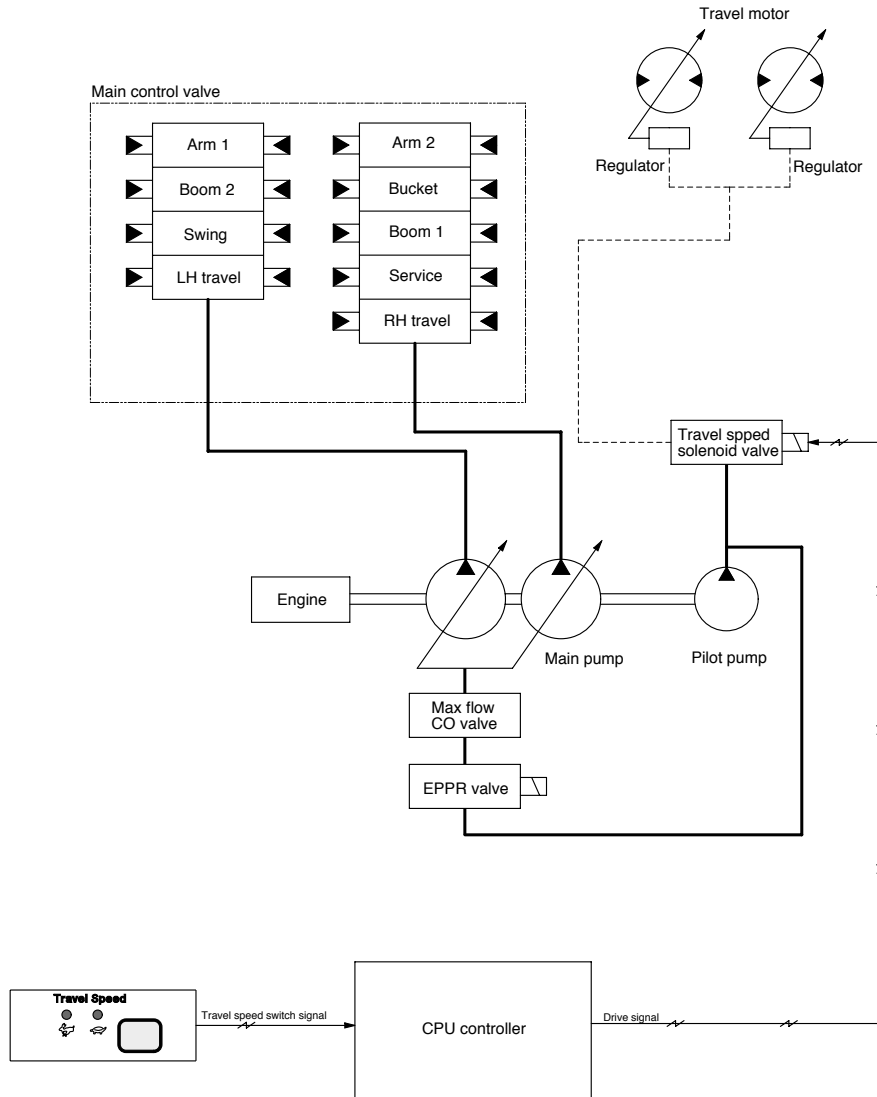 Travel motor
Main control valve
Arm 1
Arm 2
Regulator
Regulator
Boom 2
Bucket
Swing
Boom 1
LH travel
Service
RH travel
Travel spped
solenoid valve
Engine
Main pump
Pilot pump
Max flow
CO valve
EPPR valve
Travel Speed
Travel speed switch signal
CPU controller
Drive signal